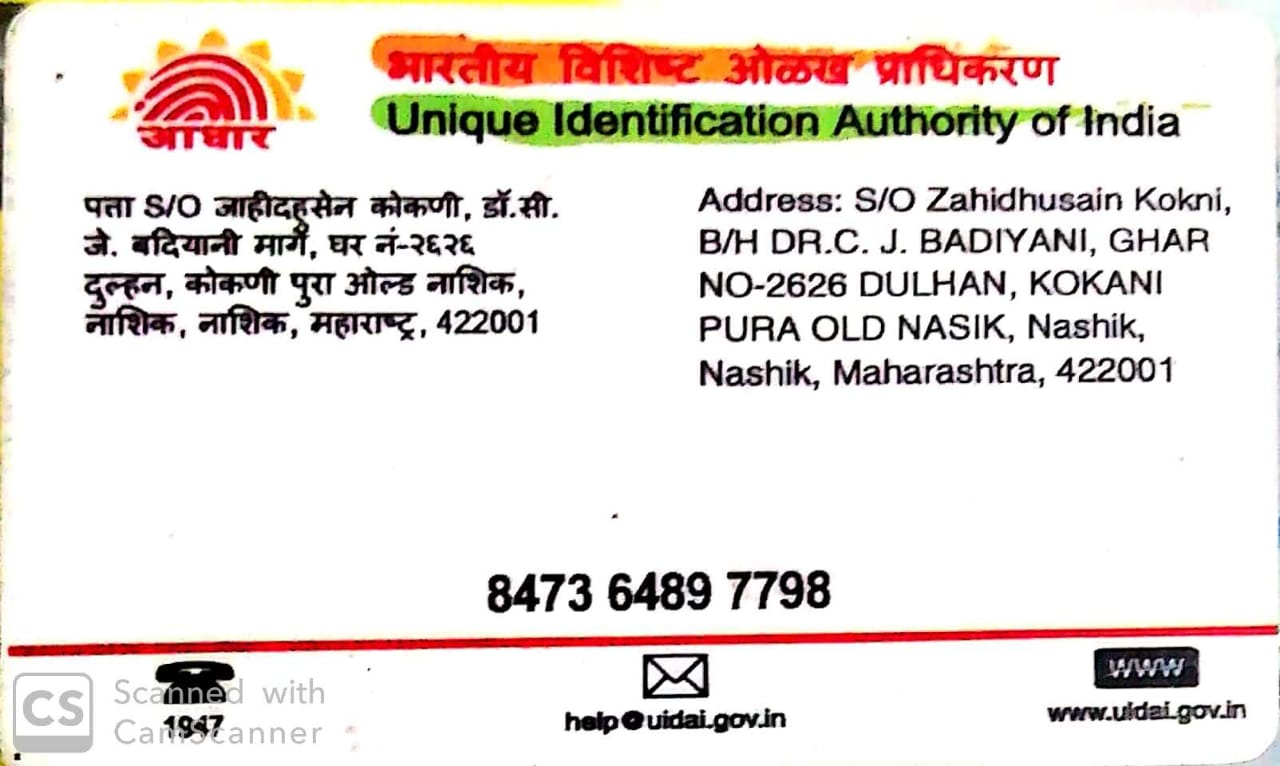 आधार
भारतीय विशिष्ट ओळख प्राधिकरण
Unique Identification Authority of India
पत्ता S/O जाहीदहुसेन कोकणी, डॉ.सी.
जे. बदियानी मार्ग, घर नं-२६२६
दुल्हन, कोकणी पुरा ओल्ड नाशिक,
नाशिक, नाशिक, महाराष्ट्र, 422001
Address: S/O Zahidhusain Kokni,
B/H DR.C. J. BADIYANI, GHAR
NO-2626 DULHAN, KOKANI
PURA OLD NASIK, Nashik,
Nashik, Maharashtra, 422001
8473 6489 7798
1947
help@uidai.gov.in
www
www.uidai.gov.in
CS
Scanned with
CamScanner